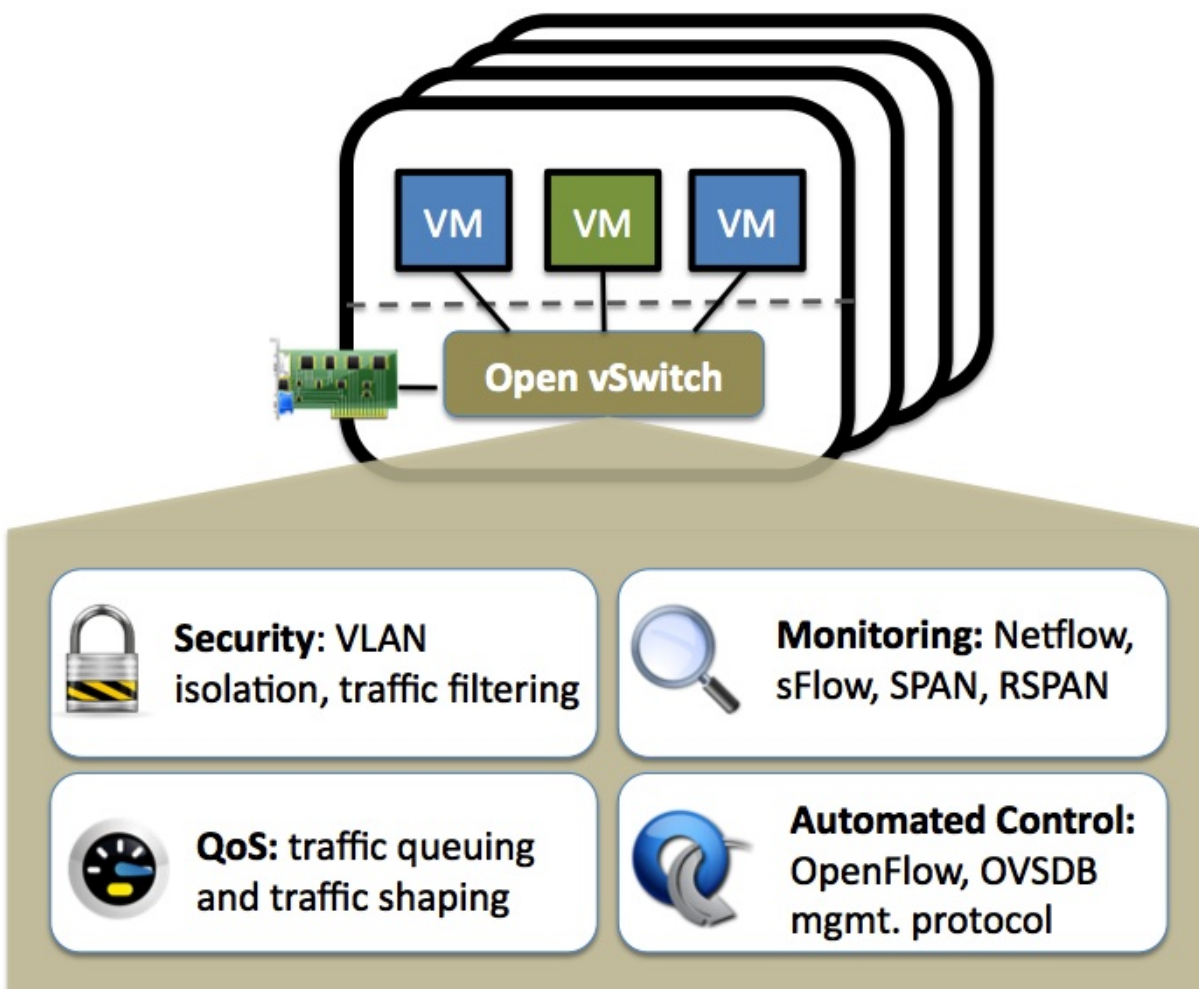 VM VM VM
Open vSwitch
Security: VLAN
isolation, traffic filtering
Monitoring: Netflow,
sFlow, SPAN, RSPAN
QoS: traffic queuing
and traffic shaping
Automated Control:
OpenFlow, OVSDB
mgmt. protocol